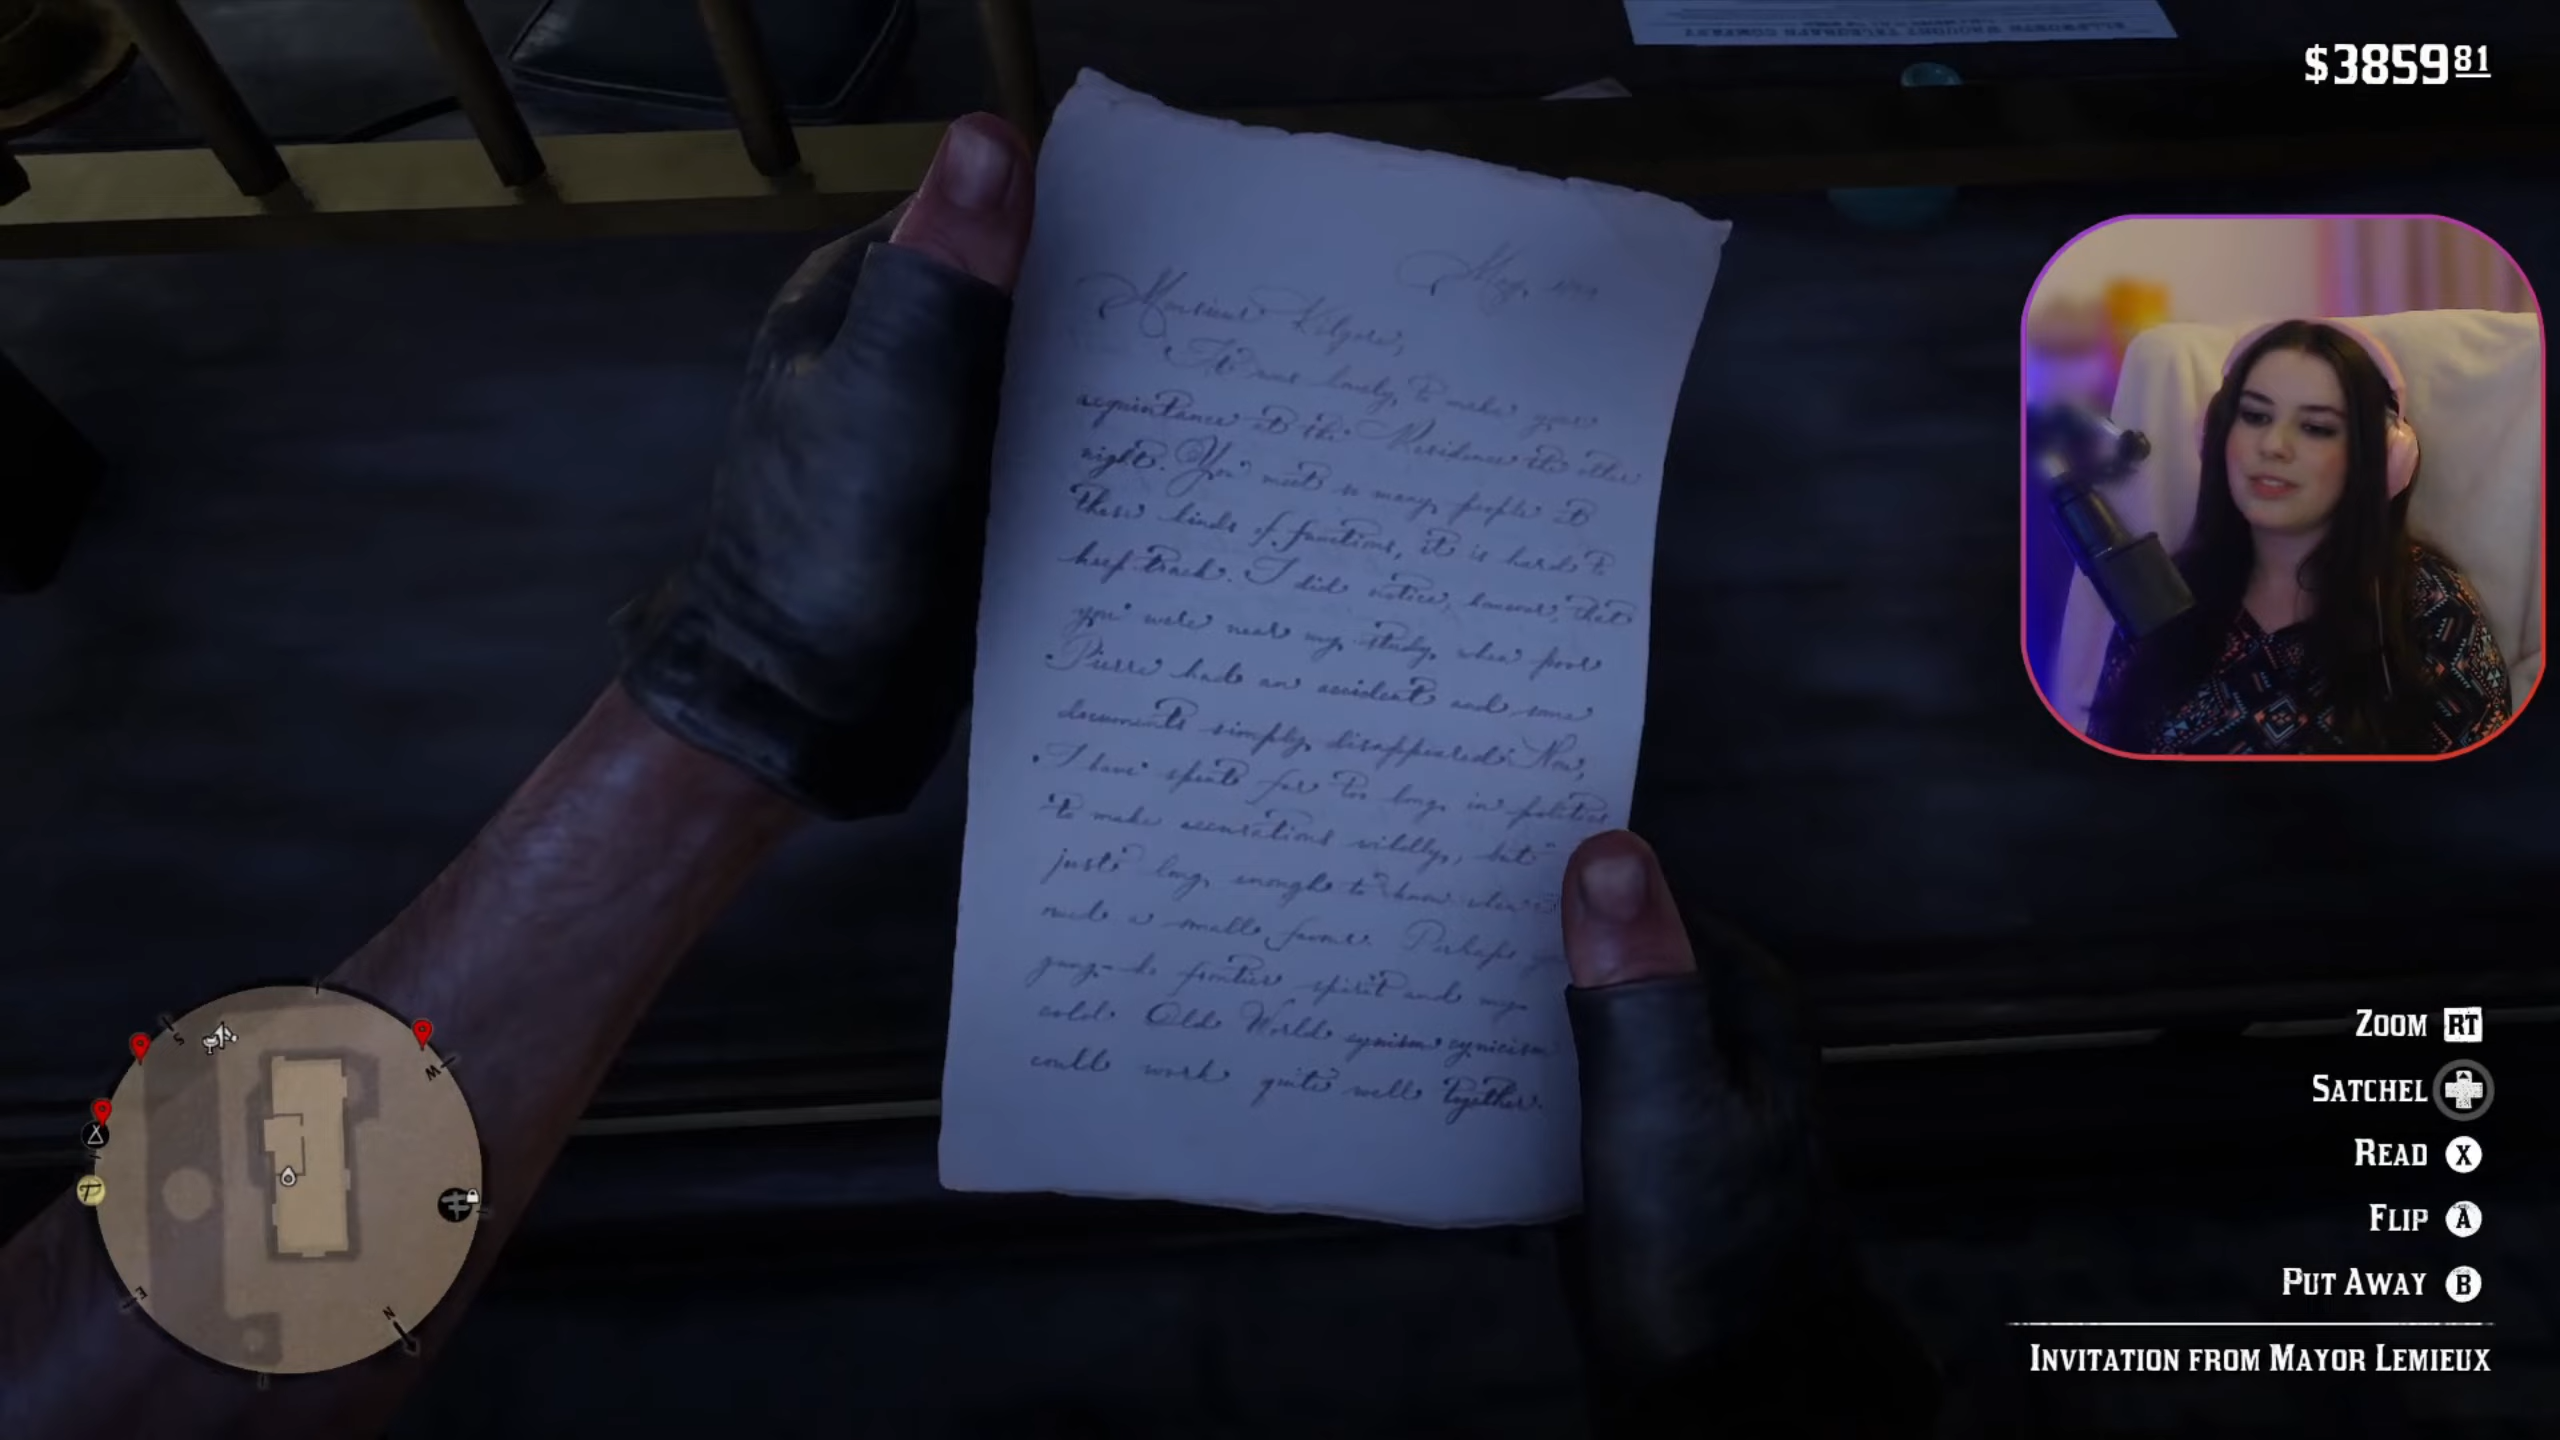 $3859 81
May, 1899
Monsieur Kilgore,
It was lovely to make your
acquintance at the Residence the other
night. You meet so many people at
these kinds of functions, it is hard to
keep track. I did notice, however, that
you were near my study when poor
Pierre had an accident and some
documents simply disappeared. Now,
I have spent far too long in politics
to make accusations wildly, but
just long enough to know when
need a small favor. Perhaps
gung-ho frontier spirit and my
cold Old World cynism cynicism
could work quite well together.
ZOOM RT
SATCHEL
READ X
FLIP A
PUT AWAY B
INVITATION FROM MAYOR LEMIEUX
S
W
E
N